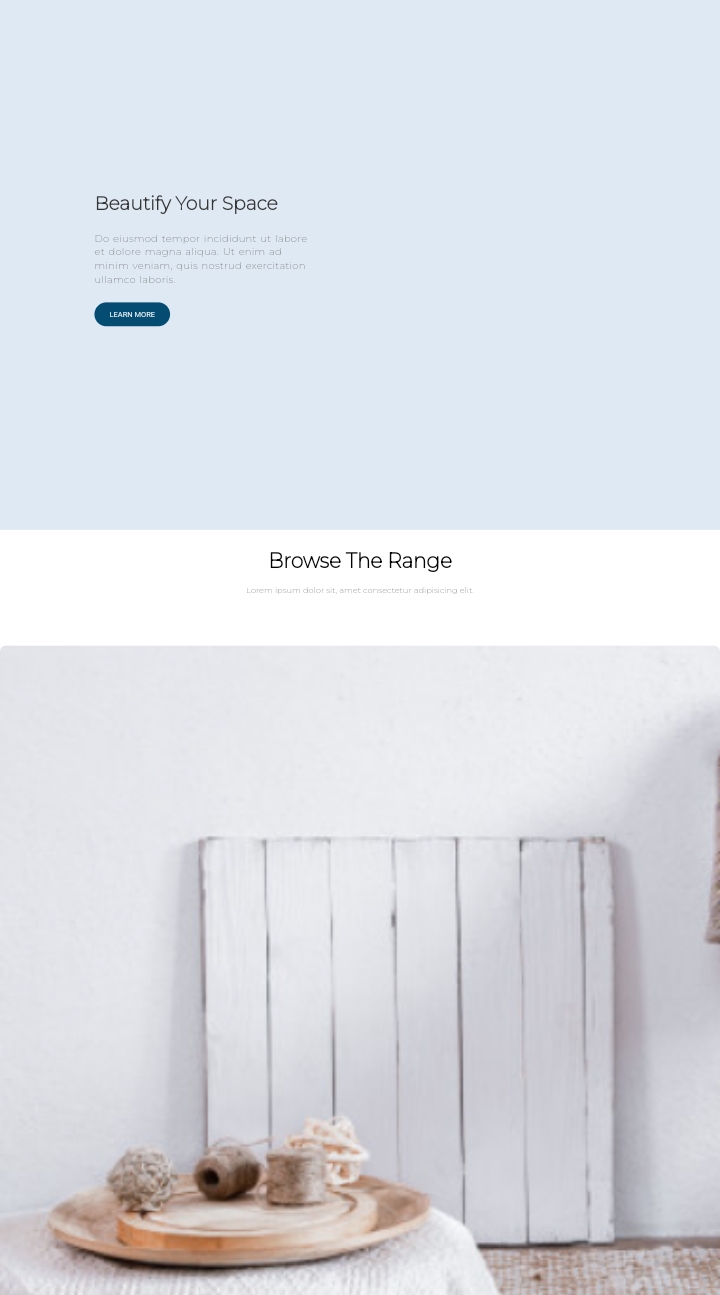 Beautify Your Space
Do eiusmod tempor incididunt ut labore
et dolore magna aliqua. Ut enim ad
minim veniam, quis nostrud exercitation
ullamco laboris.
LEARN MORE
Browse The Range
Lorem ipsum dolor sit, amet consectetur adipisicing elit.